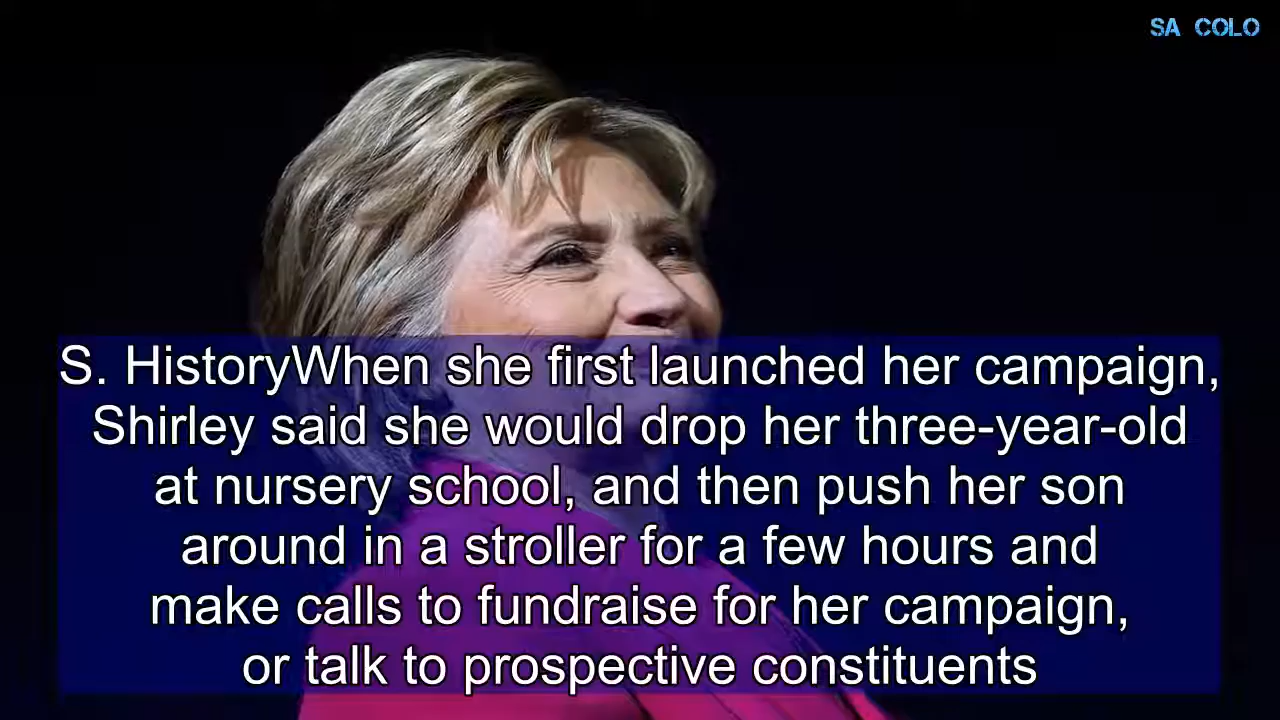 SA COLO
S. HistoryWhen she first launched her campaign,
Shirley said she would drop her three-year-old
at nursery school, and then push her son
around in a stroller for a few hours and
make calls to fundraise for her campaign,
or talk to prospective constituents